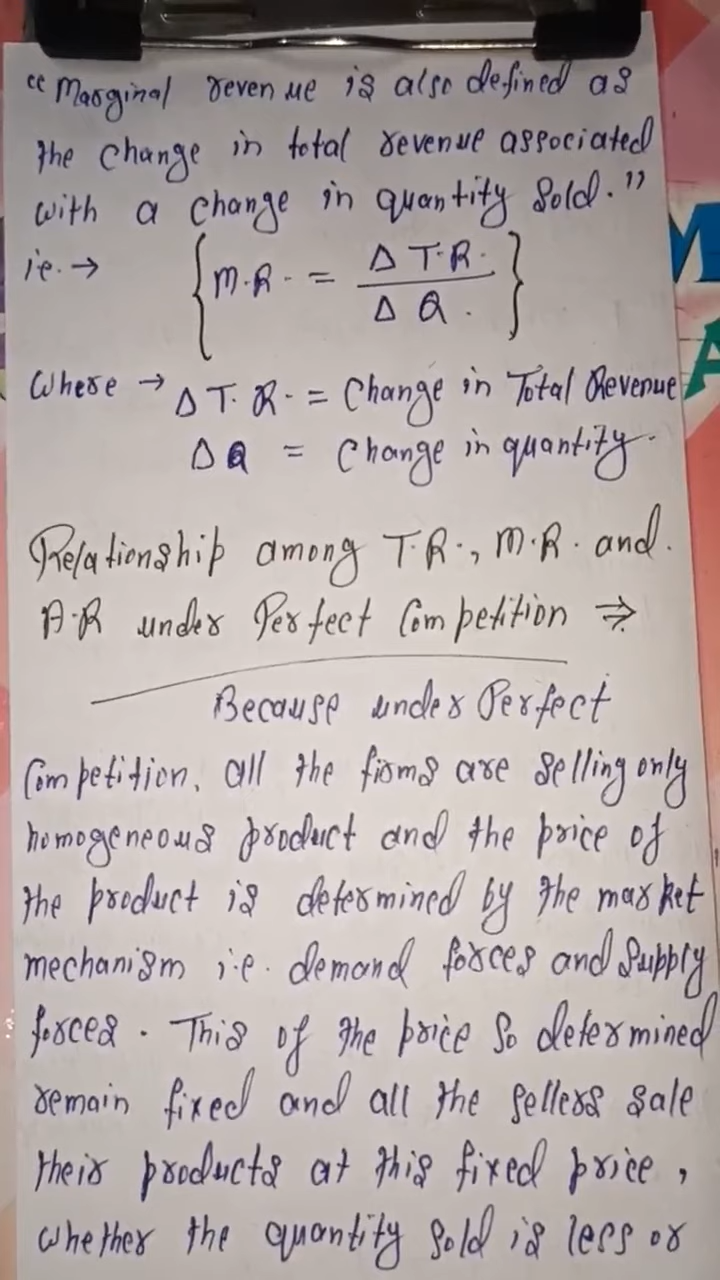 “Marginal revenue is also defined as
the change in total revenue associated
with a change in quantity sold.”
i.e. → { M.R. = Δ T.R. / Δ Q. }
Where → Δ T.R. = Change in Total Revenue
Δ Q = Change in quantity.
Relationship among T.R., M.R. and
A.R under Perfect Competition ⇒
Because under Perfect
Competition, all the firms are selling only
homogeneous product and the price of
the product is determined by the market
mechanism i.e. demand forces and Supply
forces. This of the price so determined
remain fixed and all the sellers sale
their products at this fixed price,
whether the quantity sold is less or
M
A